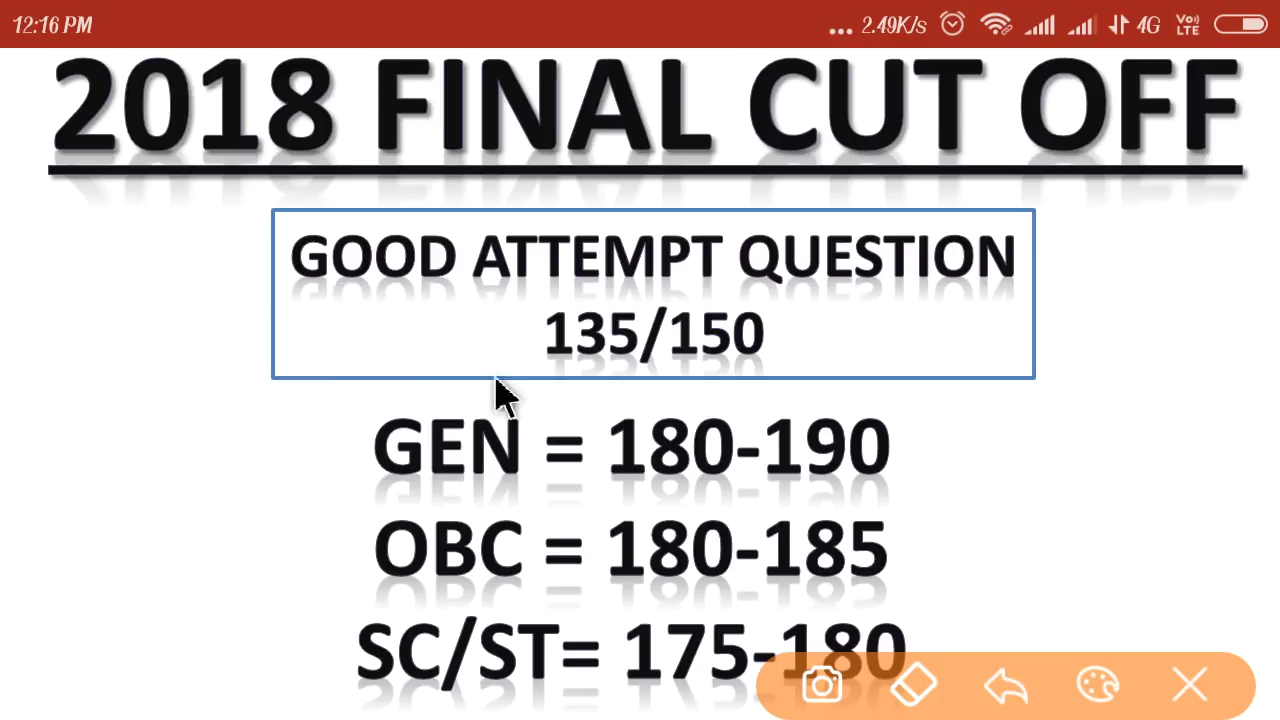 12:16 PM
... 2.49K/s 4G Vo) LTE
2018 FINAL CUT OFF
GOOD ATTEMPT QUESTION
135/150
GEN = 180-190
OBC = 180-185
SC/ST= 175-180